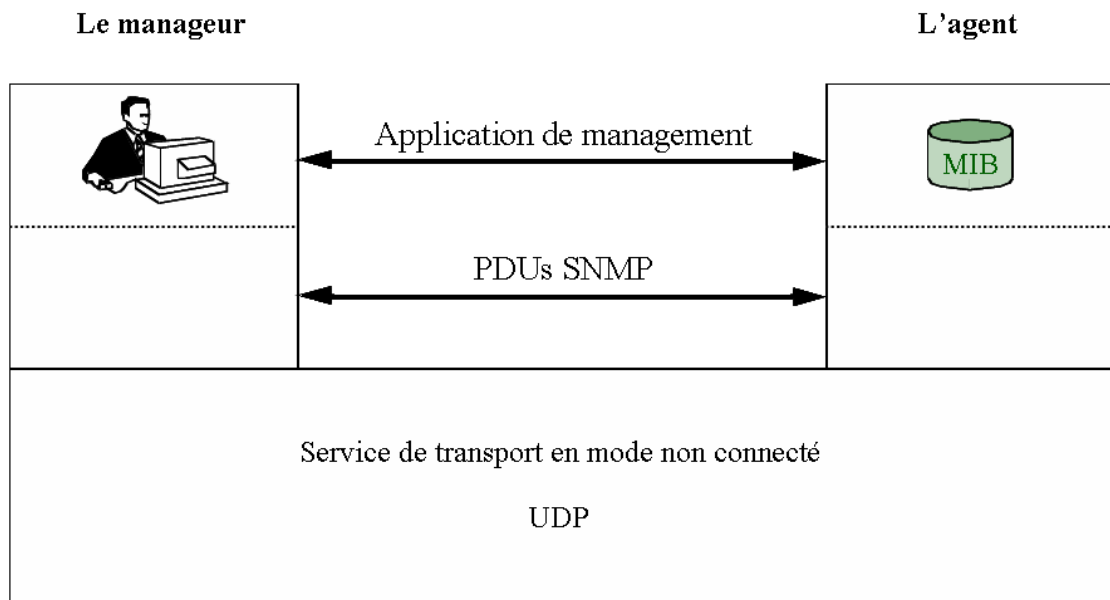 Le manageur
L'agent
Application de management
MIB
PDUs SNMP
Service de transport en mode non connecté
UDP